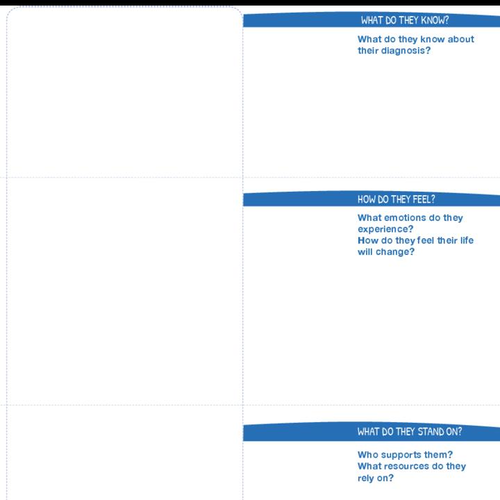 WHAT DO THEY KNOW?
What do they know about
their diagnosis?
HOW DO THEY FEEL?
What emotions do they
experience?
How do they feel their life
will change?
WHAT DO THEY STAND ON?
Who supports them?
What resources do they
rely on?